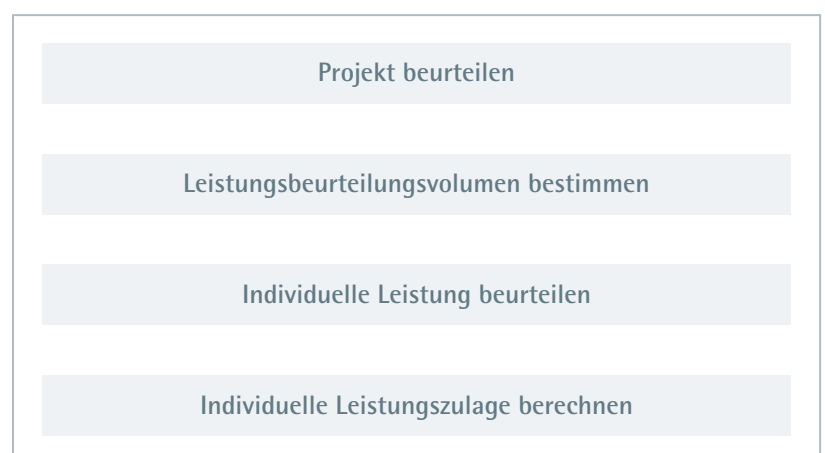 Projekt beurteilen
Leistungsbeurteilungsvolumen bestimmen
Individuelle Leistung beurteilen
Individuelle Leistungszulage berechnen